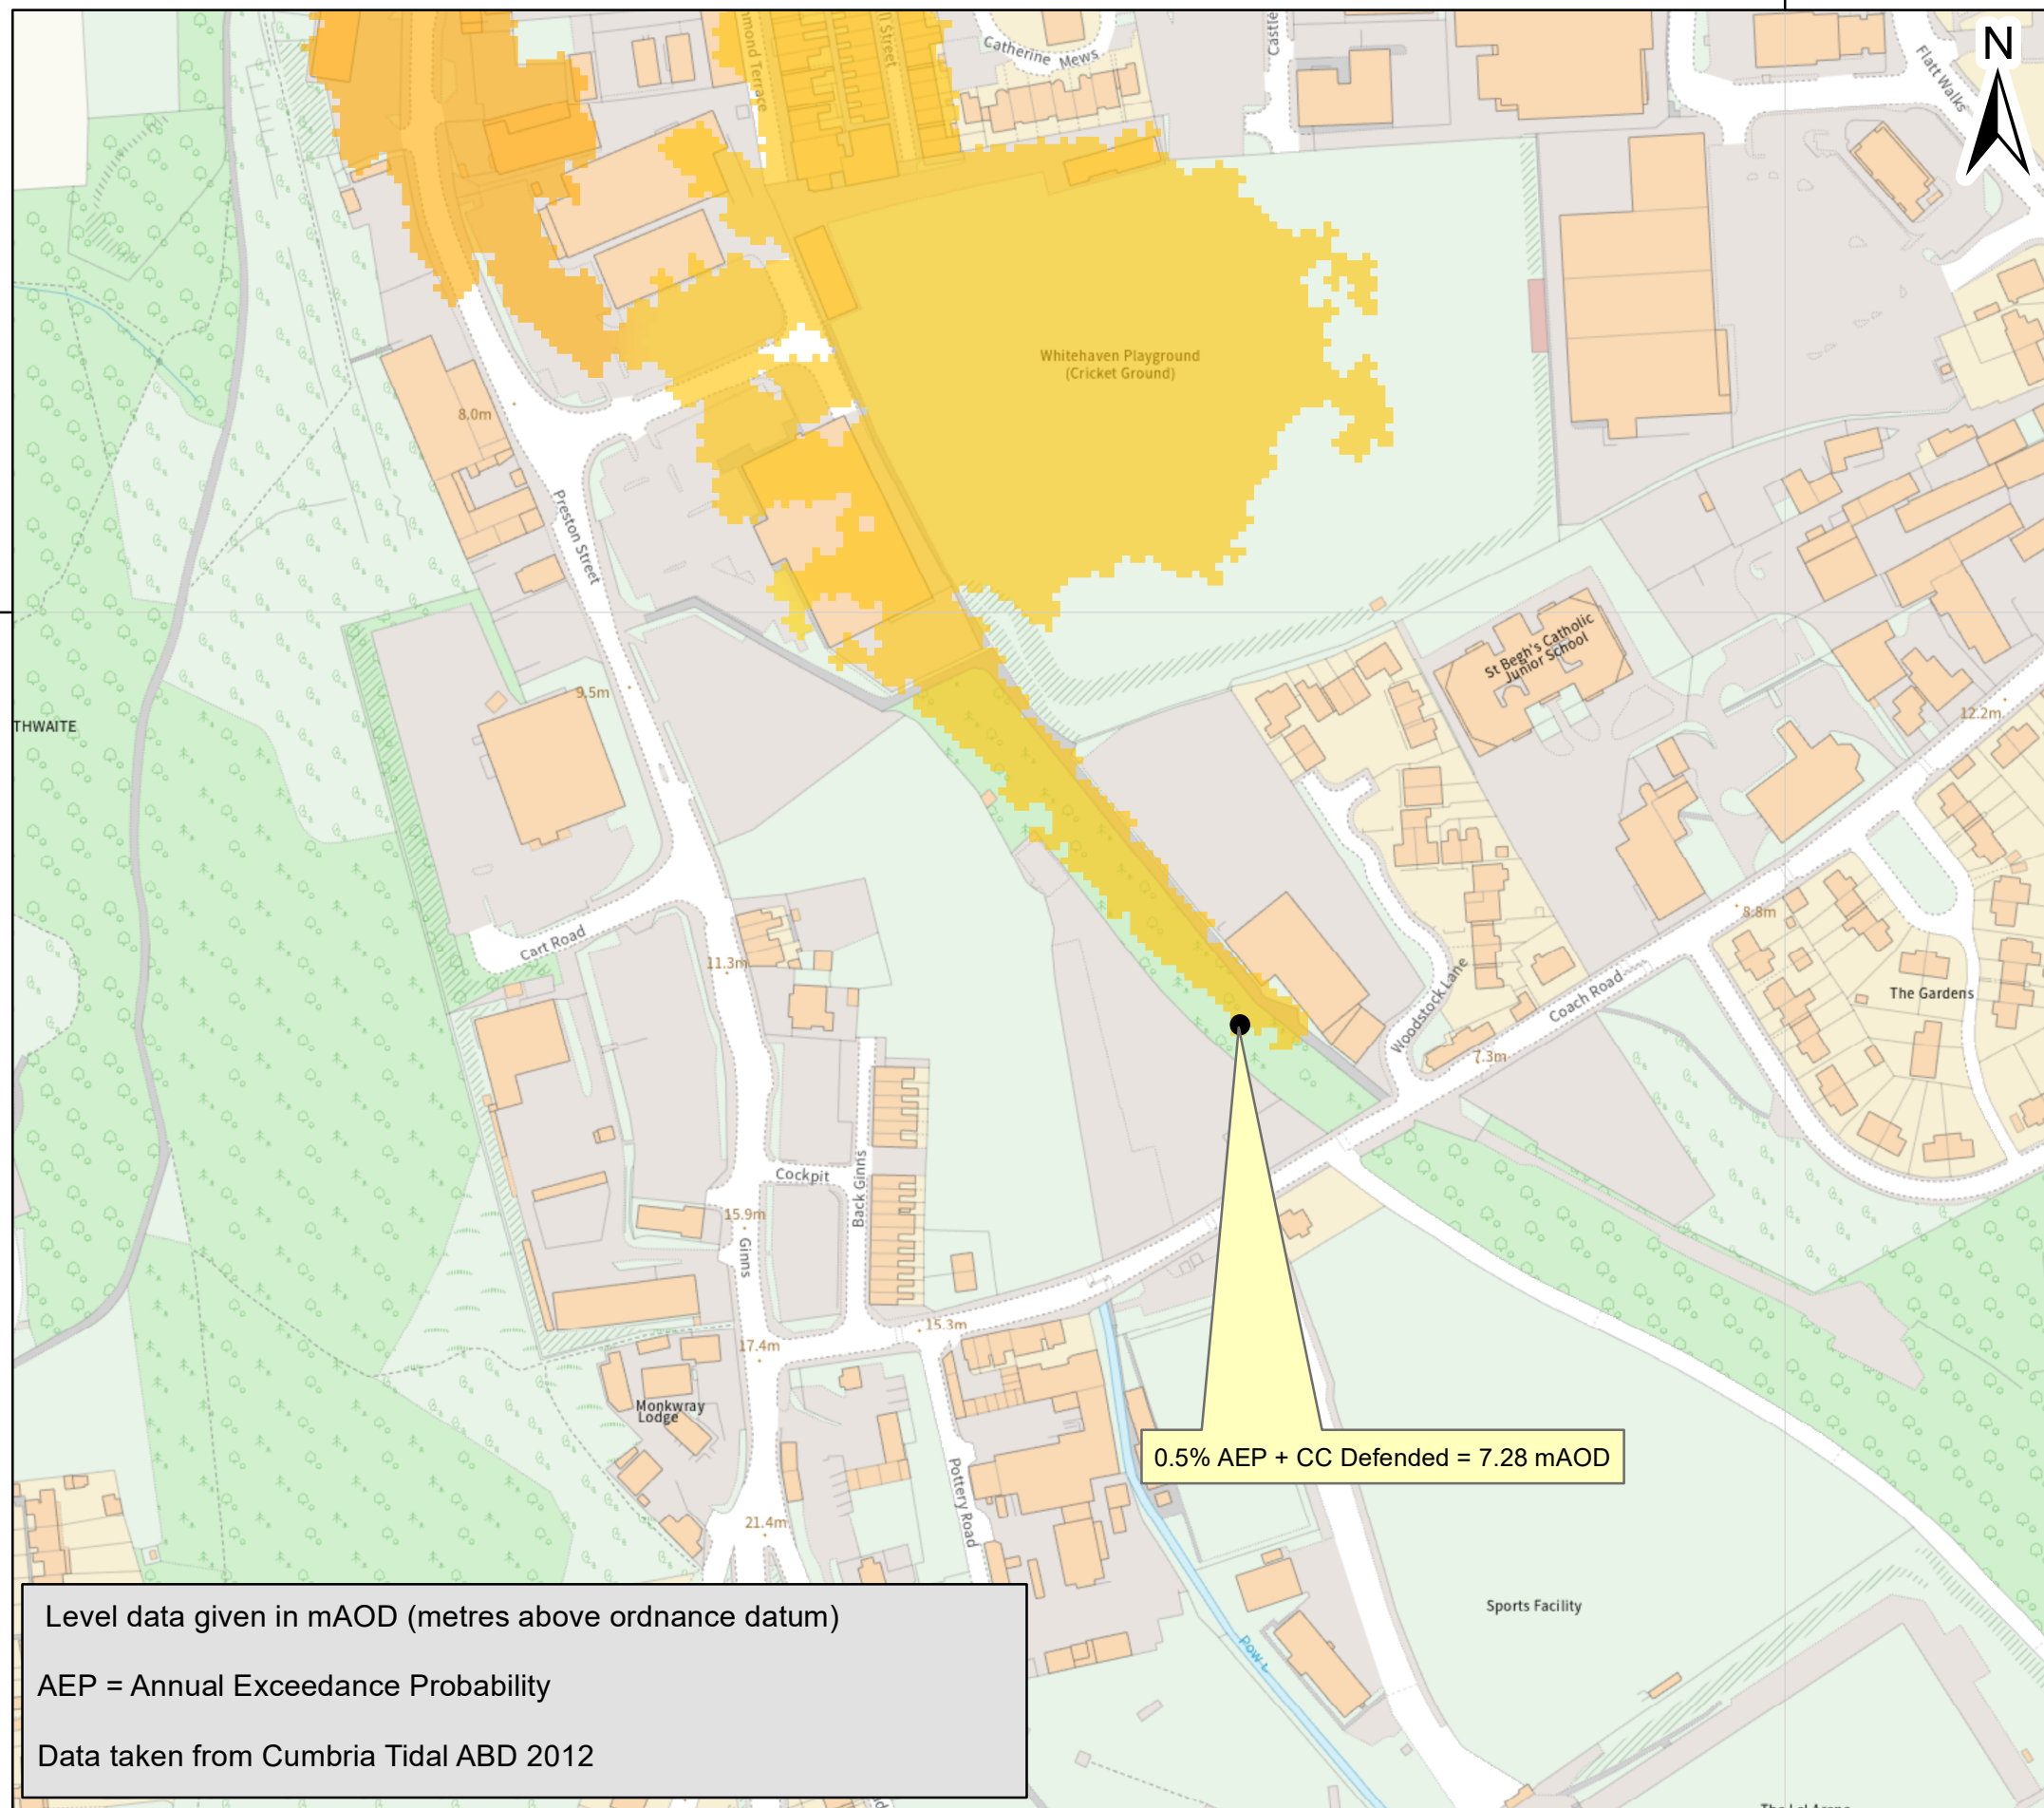 N
Catherine Mews
Castle
Flatt Walks
mond Terrace
Street
Whitehaven Playground
(Cricket Ground)
8.0m
Preston Street
St Begh's Catholic
Junior School
9.5m
12.2m
THWAITE
8.8m
Cart Road
11.3m
Woodstock Lane
Coach Road
The Gardens
7.3m
Cockpit
Back Ginns
15.9m
Ginns
15.3m
17.4m
Monkwray
Lodge
0.5% AEP + CC Defended = 7.28 mAOD
Pottery Road
21.4m
Sports Facility
Pow
Level data given in mAOD (metres above ordnance datum)
AEP = Annual Exceedance Probability
Data taken from Cumbria Tidal ABD 2012